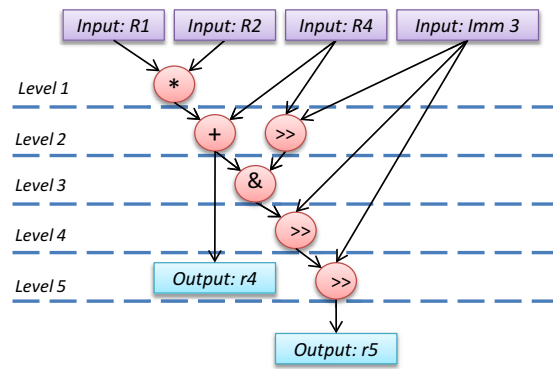 Input: R1
Input: R2
Input: R4
Input: Imm 3
Level 1
*
Level 2
+
>>
Level 3
&
Level 4
>>
Output: r4
Level 5
>>
Output: r5